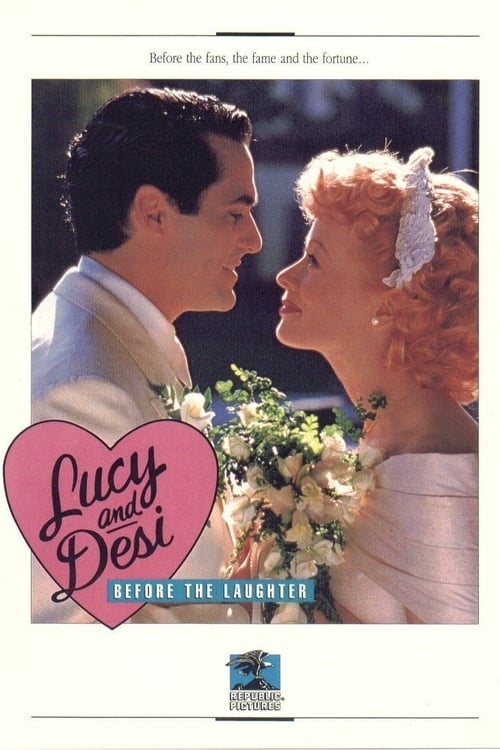 Before the fans, the fame and the fortune...
Lucy
and
Desi
BEFORE THE LAUGHTER
REPUBLIC
PICTURES